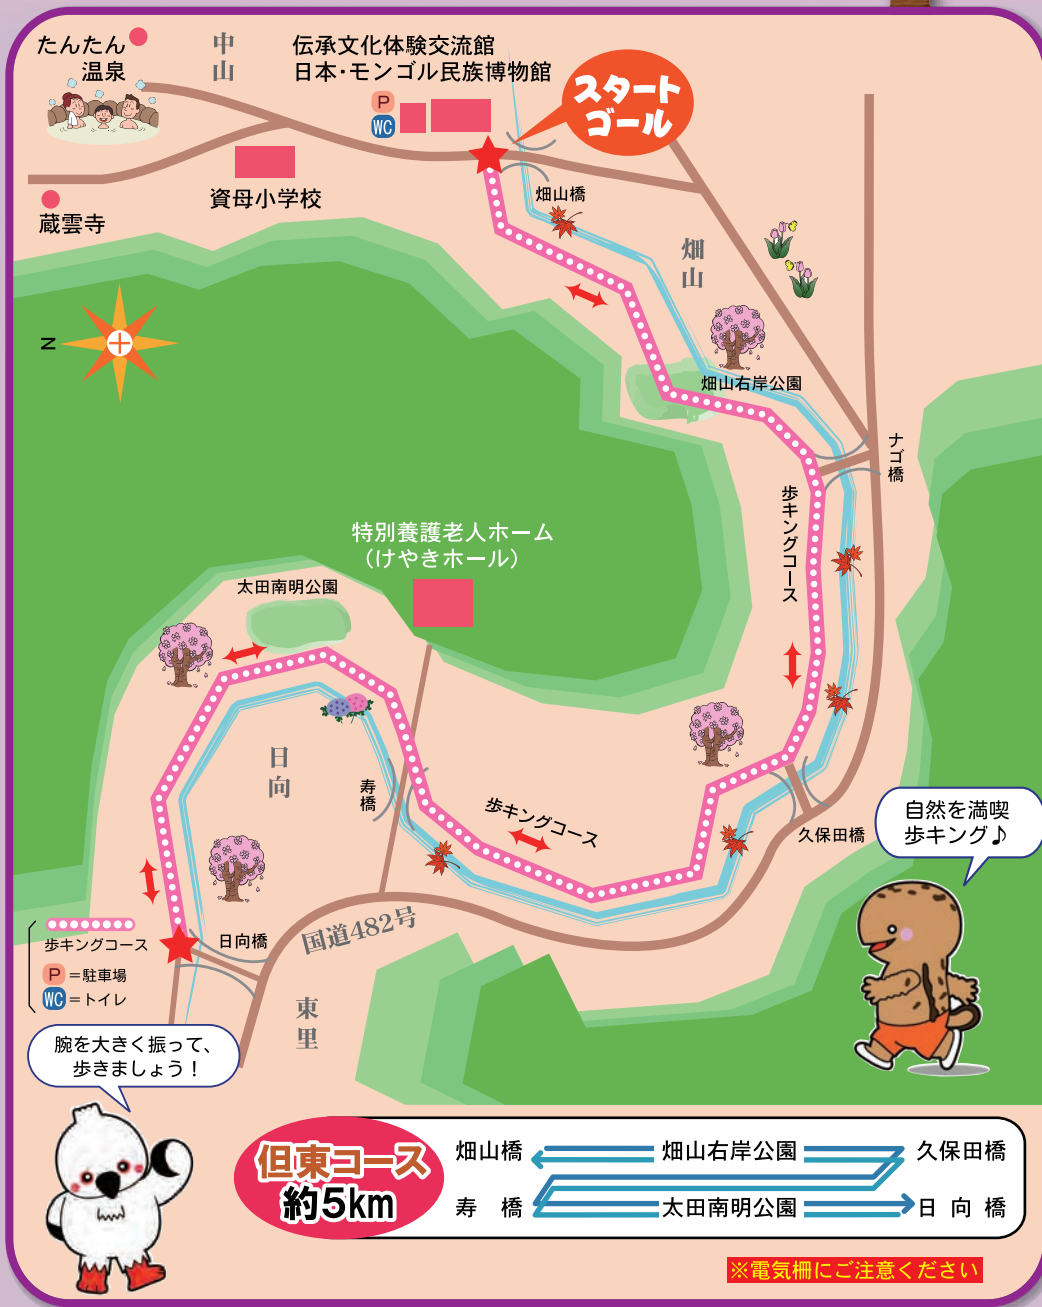 たんたん
温泉
中山
伝承文化体験交流館
日本・モンゴル民族博物館
P
WC
スタート
ゴール
資母小学校
蔵雲寺
畑山橋
畑山
N
畑山右岸公園
ナゴ橋
歩キングコース
特別養護老人ホーム
（けやきホール）
太田南明公園
日向
寿橋
歩キングコース
久保田橋
自然を満喫
歩キング♪
国道482号
日向橋
歩キングコース
P＝駐車場
WC＝トイレ
東里
腕を大きく振って、
歩きましょう！
但東コース
約5km
畑山橋 畑山右岸公園 久保田橋
寿橋 太田南明公園 日向橋
※電気柵にご注意ください